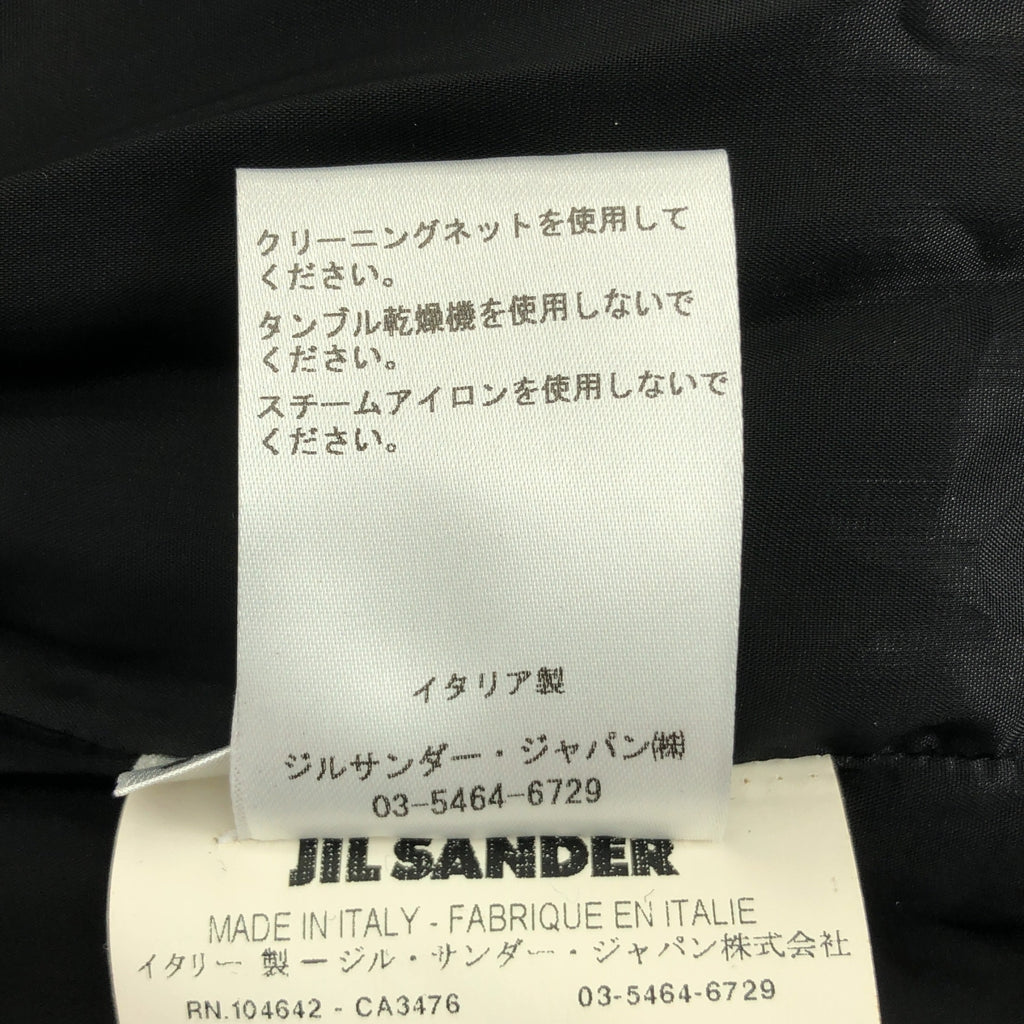 クリーニングネットを使用して
ください。
タンブル乾燥機を使用しないで
ください。
スチームアイロンを使用しないで
ください。
イタリア製
ジルサンダー・ジャパン㈱
03-5464-6729
JIL SANDER
MADE IN ITALY - FABRIQUE EN ITALIE
イタリー 製 ー ジル・サンダー・ジャパン株式会社
RN.104642 - CA3476 03-5464-6729